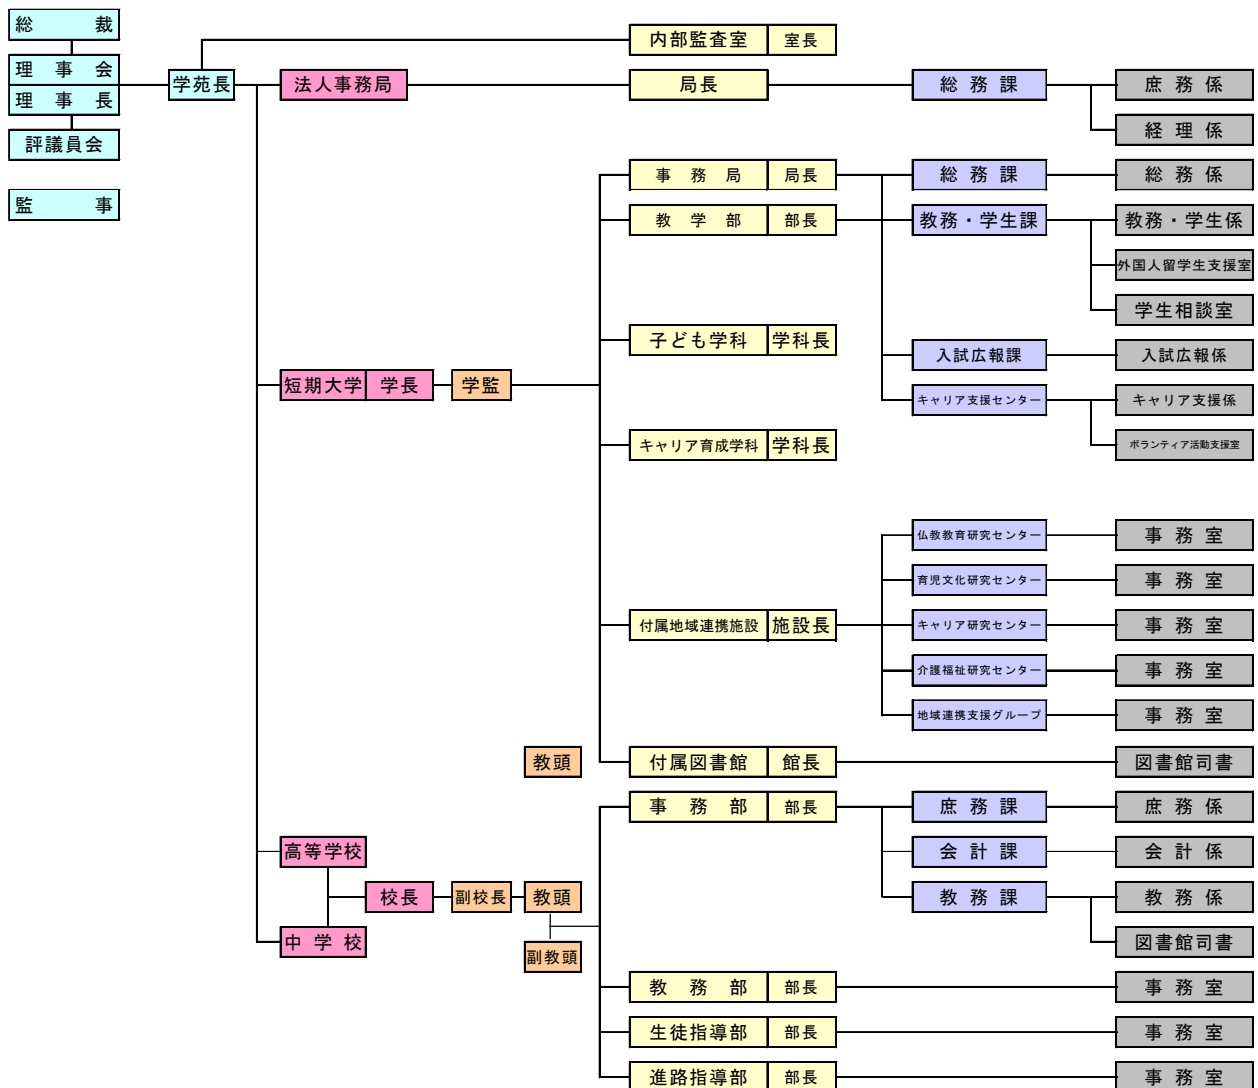 総　裁
内部監査室 室長
理　事　会
理　事　長
学苑長
法人事務局
局長
総　務　課
庶　務　係
経　理　係
評議員会
事　務　局 局長
総　務　課
総　務　係
監　事
教　学　部 部長
教務・学生課
教務・学生係
外国人留学生支援室
学生相談室
子ども学科 学科長
入試広報課
入試広報係
短期大学 学長
学監
キャリア支援センター
キャリア支援係
キャリア育成学科 学科長
ボランティア活動支援室
仏教教育研究センター
事　務　室
育児文化研究センター
事　務　室
付属地域連携施設 施設長
キャリア研究センター
事　務　室
介護福祉研究センター
事　務　室
地域連携支援グループ
事　務　室
教頭
付属図書館 館長
図書館司書
事　務　部 部長
庶　務　課
庶　務　係
高等学校
会　計　課
会　計　係
校長
副校長
教頭
教　務　課
教　務　係
中　学　校
副教頭
図書館司書
教　務　部 部長
事　務　室
生徒指導部 部長
事　務　室
進路指導部 部長
事　務　室